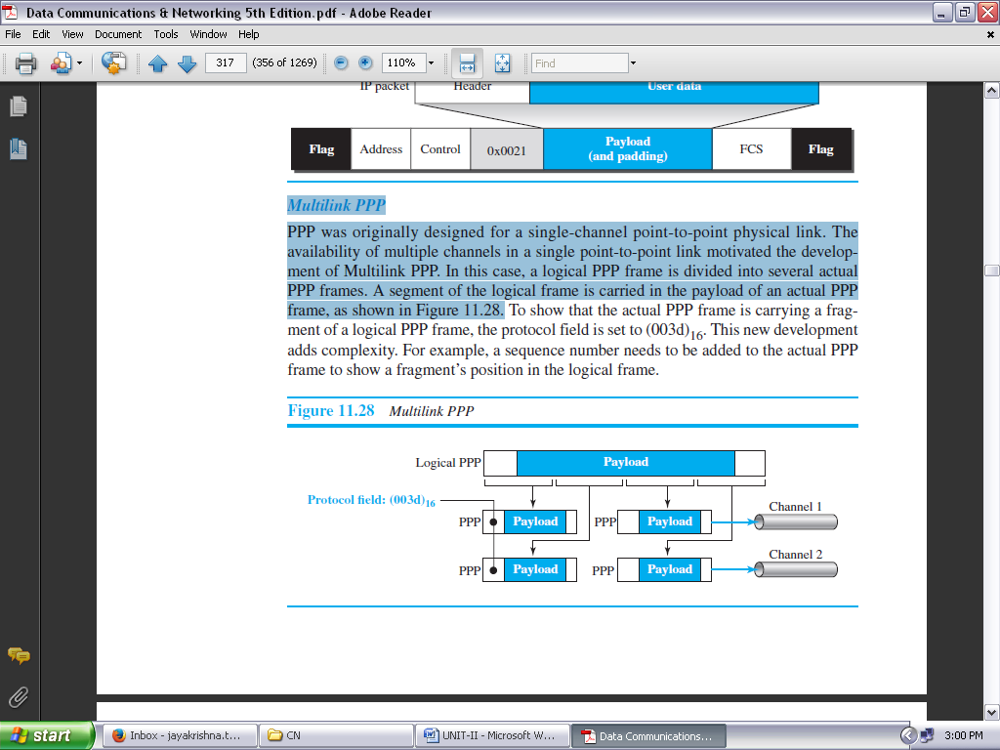 Data Communications & Networking 5th Edition.pdf - Adobe Reader
File Edit View Document Tools Window Help
317 (356 of 1269) 110% Find
IP packet Header User data
Flag Address Control 0x0021 Payload (and padding) FCS Flag
Multilink PPP
PPP was originally designed for a single-channel point-to-point physical link. The
availability of multiple channels in a single point-to-point link motivated the develop-
ment of Multilink PPP. In this case, a logical PPP frame is divided into several actual
PPP frames. A segment of the logical frame is carried in the payload of an actual PPP
frame, as shown in Figure 11.28. To show that the actual PPP frame is carrying a frag-
ment of a logical PPP frame, the protocol field is set to (003d)16. This new development
adds complexity. For example, a sequence number needs to be added to the actual PPP
frame to show a fragment's position in the logical frame.
Figure 11.28 Multilink PPP
Logical PPP Payload
Protocol field: (003d)16
Channel 1
PPP Payload PPP Payload
Channel 2
PPP Payload PPP Payload
start Inbox - jayakrishna.t... CN UNIT-II - Microsoft W... Data Communications... 3:00 PM